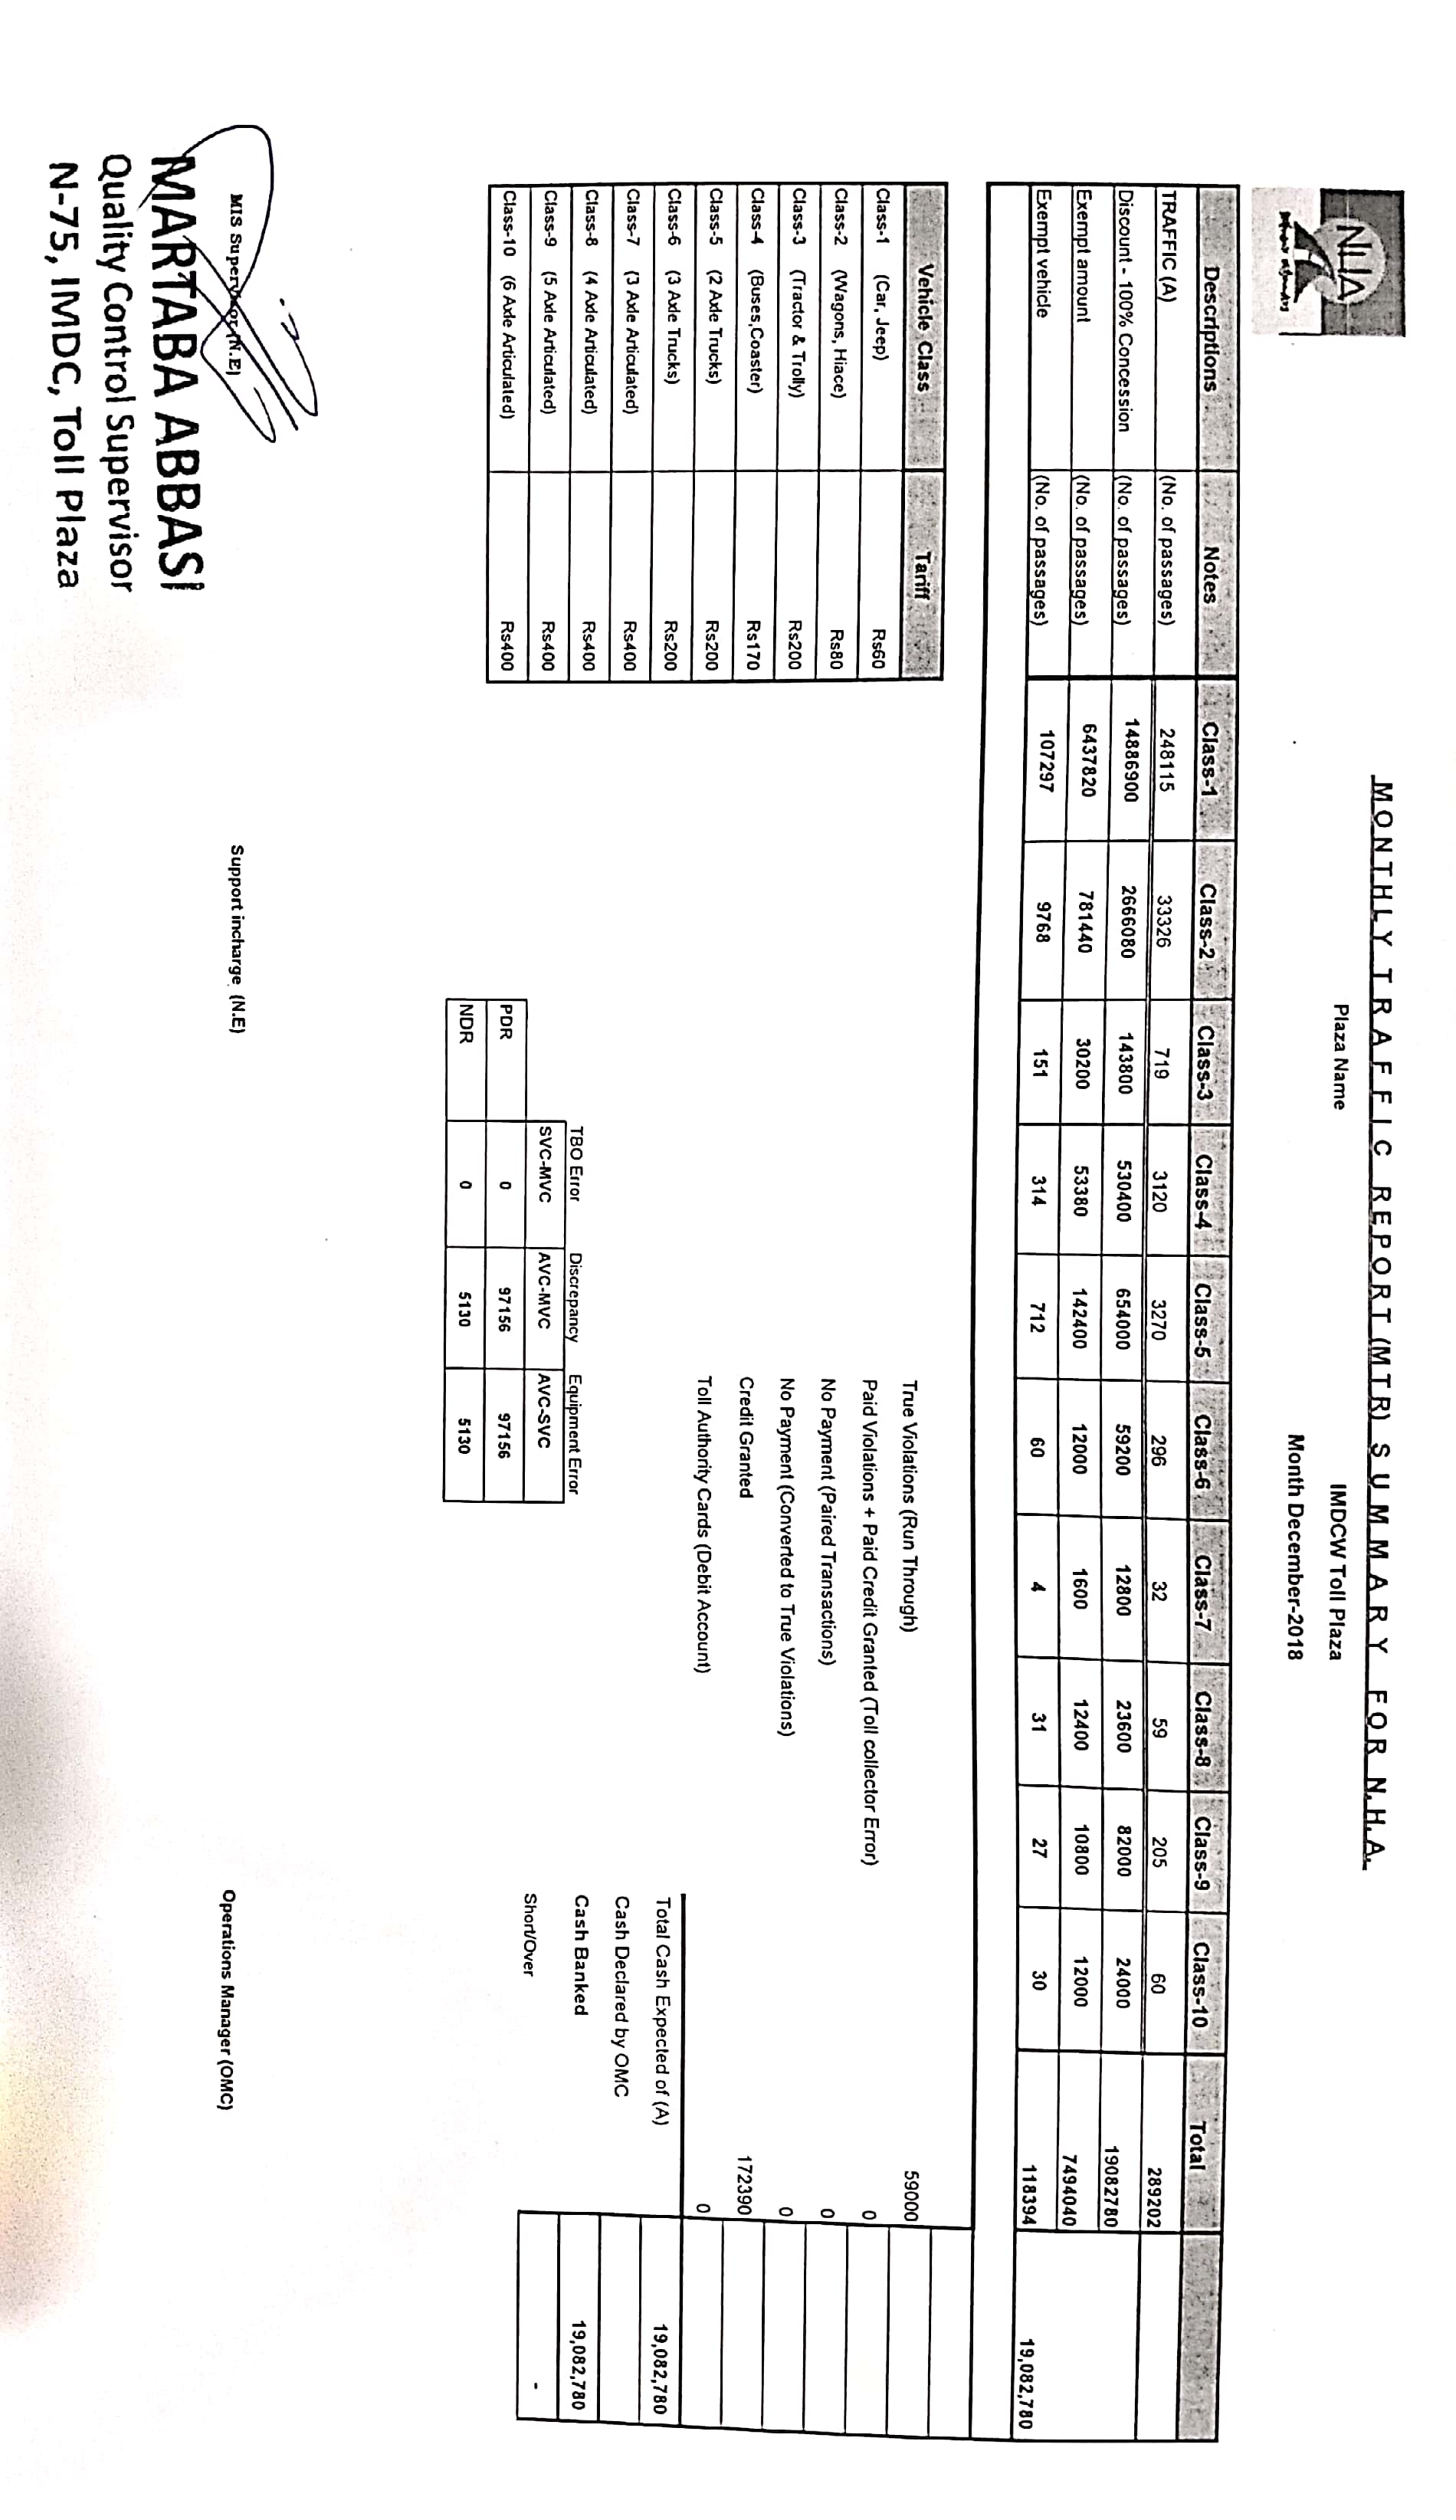 NHA
MONTHLY TRAFFIC REPORT (MTR) SUMMARY FOR N.H.A.
Plaza Name IMDCW Toll Plaza
Month December-2018
Descriptions Notes Class-1 Class-2 Class-3 Class-4 Class-5 Class-6 Class-7 Class-8 Class-9 Class-10 Total
TRAFFIC (A) (No. of passages) 248115 33326 719 3120 3270 296 32 59 205 60 289202
Discount - 100% Concession (No. of passages) 14886900 2666080 143800 530400 654000 59200 12800 23600 82000 24000 19082780
Exempt amount (No. of passages) 6437820 781440 30200 53380 142400 12000 1600 12400 10800 12000 7494040
Exempt vehicle (No. of passages) 107297 9768 151 314 712 60 4 31 27 30 118394 19,082,780
Vehicle Class Tariff
Class-1 (Car, Jeep) Rs60
Class-2 (Wagons, Hiace) Rs80
Class-3 (Tractor & Trolly) Rs200
Class-4 (Buses,Coaster) Rs170
Class-5 (2 Axle Trucks) Rs200
Class-6 (3 Axle Trucks) Rs200
Class-7 (3 Axle Articulated) Rs400
Class-8 (4 Axle Articulated) Rs400
Class-9 (5 Axle Articulated) Rs400
Class-10 (6 Axle Articulated) Rs400
True Violations (Run Through) 59000
Paid Violations + Paid Credit Granted (Toll collector Error) 0
No Payment (Paired Transactions) 0
No Payment (Converted to True Violations) 0
Credit Granted 172390
Toll Authority Cards (Debit Account) 0
Total Cash Expected of (A) 19,082,780
Cash Declared by OMC
Cash Banked 19,082,780
Short/Over -
TBO Error Discrepancy Equipment Error
SVC-MVC AVC-MVC AVC-SVC
PDR 0 97156 97156
NDR 0 5130 5130
MIS Supervisor (N.E) Support incharge (N.E) Operations Manager (OMC)
MARTABA ABBASI
Quality Control Supervisor
N-75, IMDC, Toll Plaza